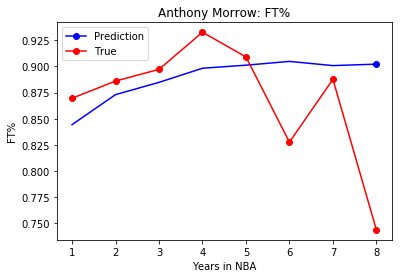 Anthony Morrow: FT%
Prediction
True
FT%
0.925
0.900
0.875
0.850
0.825
0.800
0.775
0.750
1 2 3 4 5 6 7 8
Years in NBA